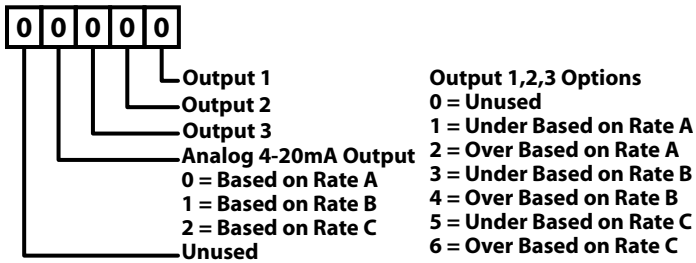 0 0 0 0 0
Output 1
Output 2
Output 3
Analog 4-20mA Output
0 = Based on Rate A
1 = Based on Rate B
2 = Based on Rate C
Unused
Output 1,2,3 Options
0 = Unused
1 = Under Based on Rate A
2 = Over Based on Rate A
3 = Under Based on Rate B
4 = Over Based on Rate B
5 = Under Based on Rate C
6 = Over Based on Rate C